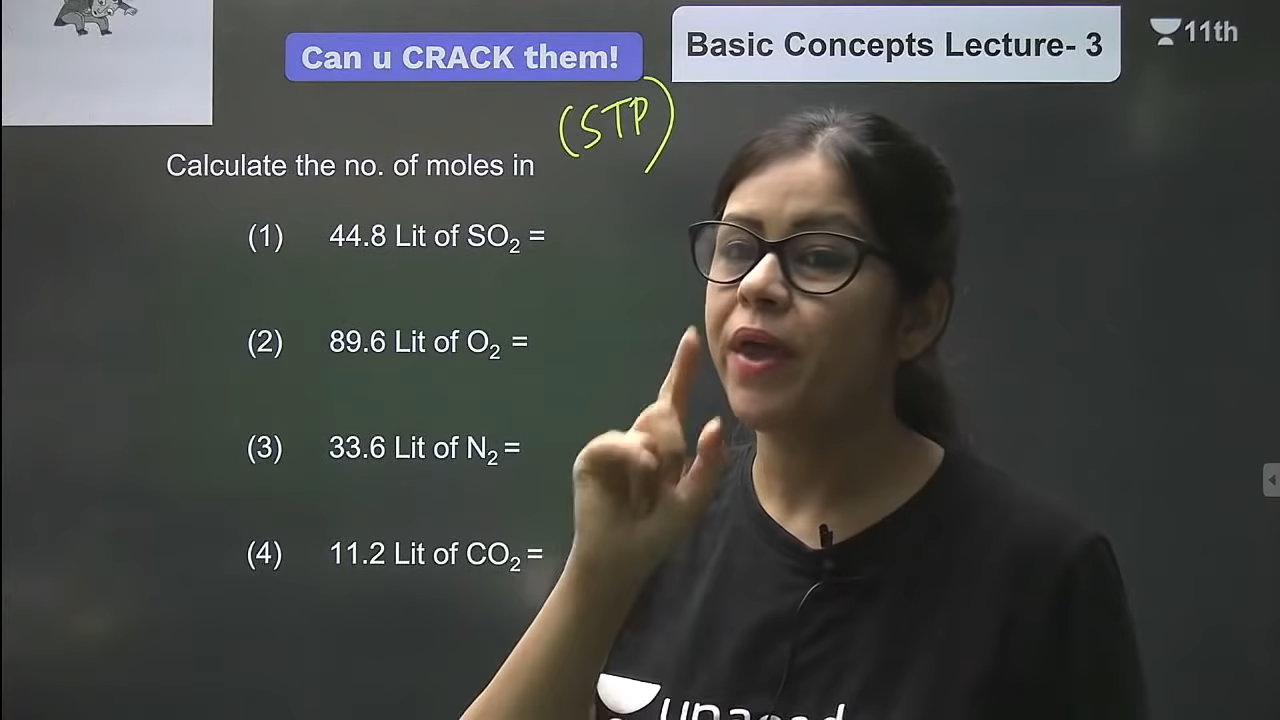 Can u CRACK them!
Basic Concepts Lecture- 3
11th
(STP)
Calculate the no. of moles in
(1) 44.8 Lit of SO₂ =
(2) 89.6 Lit of O₂ =
(3) 33.6 Lit of N₂ =
(4) 11.2 Lit of CO₂ =